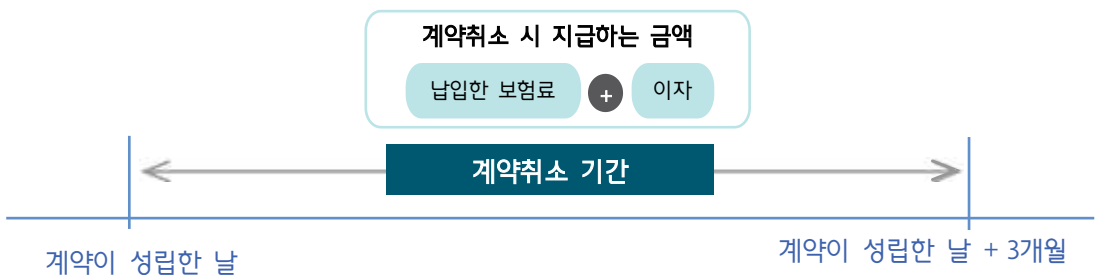 계약취소 시 지급하는 금액
납입한 보험료 + 이자
계약취소 기간
계약이 성립한 날
계약이 성립한 날 + 3개월